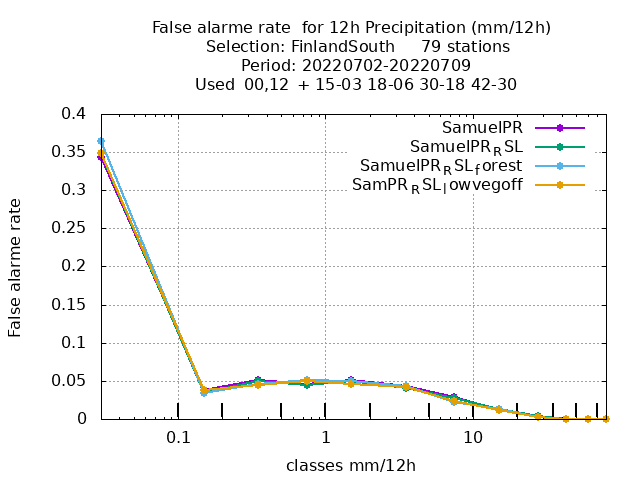 False alarme rate  for 12h Precipitation (mm/12h)
Selection: FinlandSouth     79 stations
Period: 20220702-20220709
Used  00,12  + 15-03 18-06 30-18 42-30
SamuelPR
SamuelPR_RSL
SamuelPR_RSL_forest
SamPR_RSL_lowvegoff
0.4
0.35
0.3
0.25
0.2
0.15
0.1
0.05
0
False alarme rate
0.1 1 10
classes mm/12h